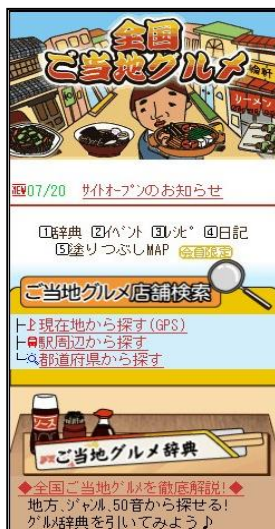 全国
ご当地グルメ
ラーメン
NEW 07/20 サイトオープンのお知らせ
1辞典 2イベント 3レシピ 4日記
5塗りつぶしMAP 会員限定
ご当地グルメ店舗検索
現在地から探す(GPS)
駅周辺から探す
都道府県から探す
ソース
ご当地グルメ辞典
◆全国ご当地グルメを徹底解説!◆
地方、ジャンル、50音から探せる!
グルメ辞典を引いてみよう♪